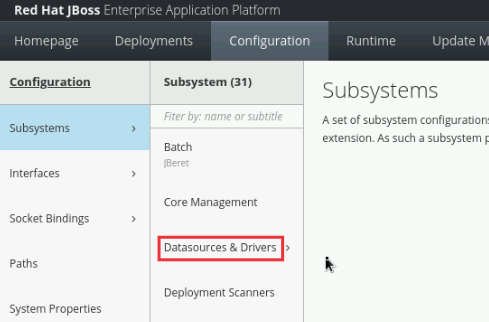 Red Hat JBoss Enterprise Application Platform
Homepage Deployments Configuration Runtime Update M
Configuration
Subsystems
Interfaces
Socket Bindings
Paths
System Properties
Subsystem (31)
Fiter by: name or subtitle
Batch
JBeret
Core Management
Datasources & Drivers
Deployment Scanners
Subsystems
A set of subsystem configurations
extension. As such a subsystem p